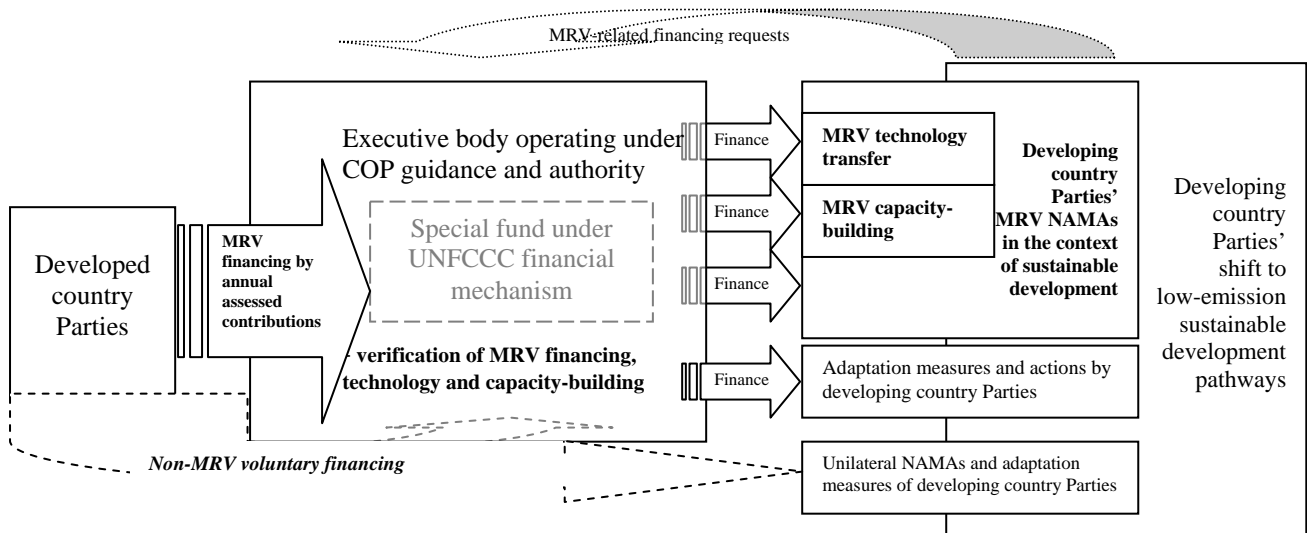 MRV-related financing requests
Developed
country
Parties
MRV
financing by
annual
assessed
contributions
Executive body operating under
COP guidance and authority
Special fund under
UNFCCC financial
mechanism
verification of MRV financing,
technology and capacity-building
Finance
Finance
Finance
Finance
MRV technology
transfer
MRV capacity-
building
Developing
country
Parties’
MRV NAMAs
in the context
of sustainable
development
Adaptation measures and actions by
developing country Parties
Unilateral NAMAs and adaptation
measures of developing country Parties
Developing
country
Parties’
shift to
low-emission
sustainable
development
pathways
Non-MRV voluntary financing